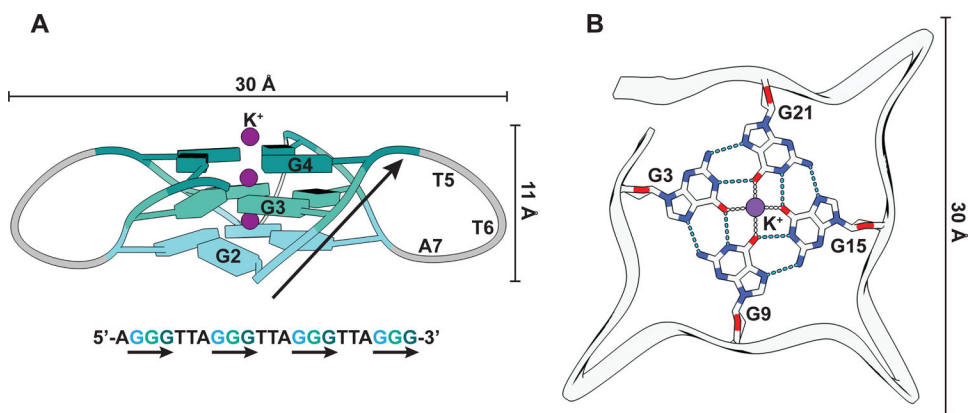 A
30 Å
K⁺
G4
T5
G3
T6
A7
G2
11 Å
5’-AGGGTTAGGGTTAGGGTTAGGG-3’
B
G21
G3
K⁺
G15
G9
30 Å